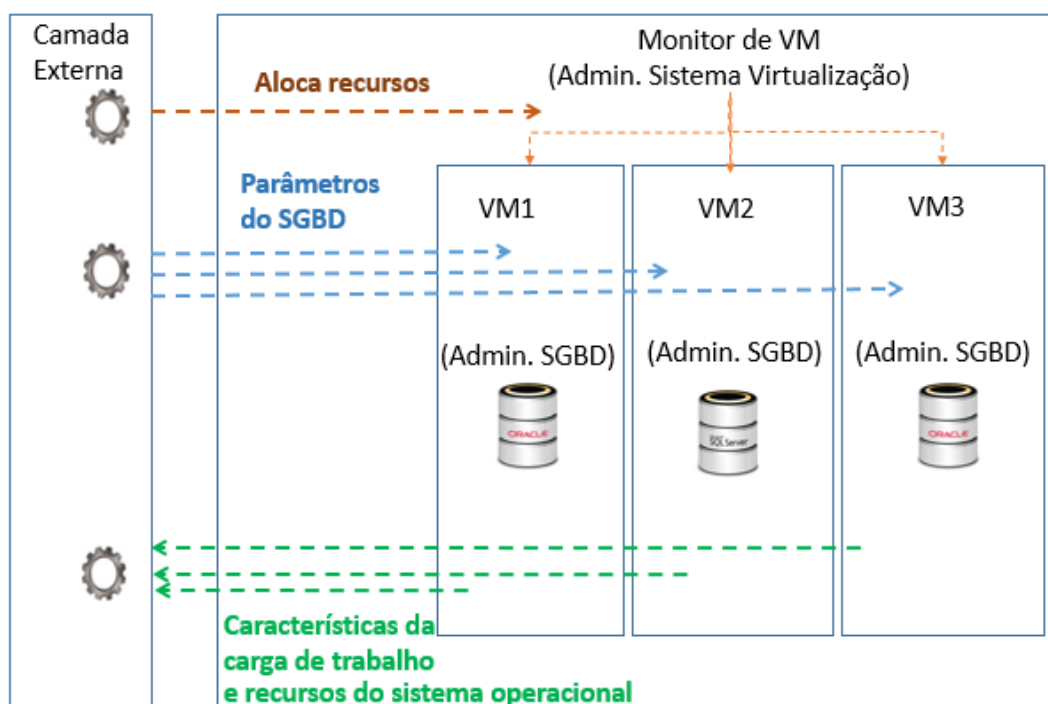 Camada
Externa
Monitor de VM
(Admin. Sistema Virtualização)
Aloca recursos
Parâmetros
do SGBD
VM1
VM2
VM3
(Admin. SGBD)
(Admin. SGBD)
(Admin. SGBD)
ORACLE
SQL Server
ORACLE
Características da
carga de trabalho
e recursos do sistema operacional